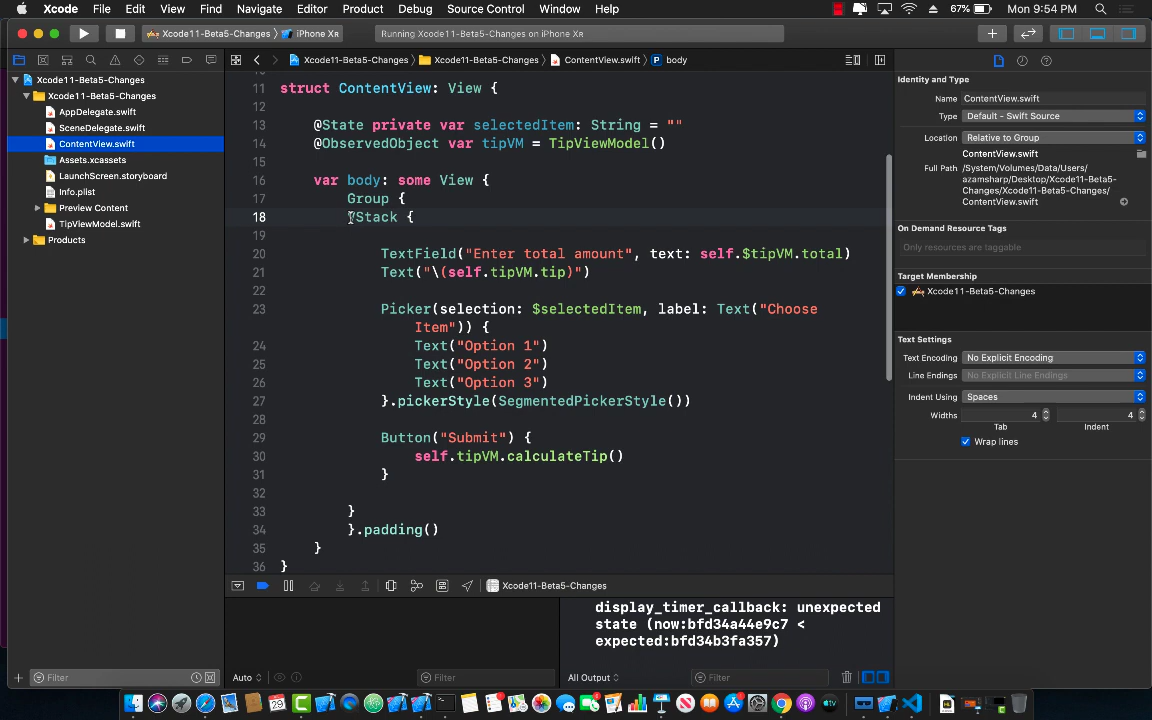 Xcode File Edit View Find Navigate Editor Product Debug Source Control Window Help 67% Mon 9:54 PM
Xcode11-Beta5-Changes iPhone Xʀ Running Xcode11-Beta5-Changes on iPhone Xʀ
Xcode11-Beta5-Changes Xcode11-Beta5-Changes ContentView.swift body
Xcode11-Beta5-Changes
Xcode11-Beta5-Changes
AppDelegate.swift
SceneDelegate.swift
ContentView.swift
Assets.xcassets
LaunchScreen.storyboard
Info.plist
Preview Content
TipViewModel.swift
Products
Filter
11 struct ContentView: View {
12
13 @State private var selectedItem: String = ""
14 @ObservedObject var tipVM = TipViewModel()
15
16 var body: some View {
17 Group {
18 VStack {
19
20 TextField("Enter total amount", text: self.$tipVM.total)
21 Text("\(self.tipVM.tip)")
22
23 Picker(selection: $selectedItem, label: Text("Choose
Item")) {
24 Text("Option 1")
25 Text("Option 2")
26 Text("Option 3")
27 }.pickerStyle(SegmentedPickerStyle())
28
29 Button("Submit") {
30 self.tipVM.calculateTip()
31 }
32
33 }
34 }.padding()
35 }
36 }
Xcode11-Beta5-Changes
display_timer_callback: unexpected
state (now:bfd34a44e9c7 <
expected:bfd34b3fa357)
Auto Filter All Output Filter
Identity and Type
Name ContentView.swift
Type Default - Swift Source
Location Relative to Group
ContentView.swift
Full Path /System/Volumes/Data/Users/
azamsharp/Desktop/Xcode11-Beta5-
Changes/Xcode11-Beta5-Changes/
ContentView.swift
On Demand Resource Tags
Only resources are taggable
Target Membership
Xcode11-Beta5-Changes
Text Settings
Text Encoding No Explicit Encoding
Line Endings No Explicit Line Endings
Indent Using Spaces
Widths 4 4
Tab Indent
Wrap lines